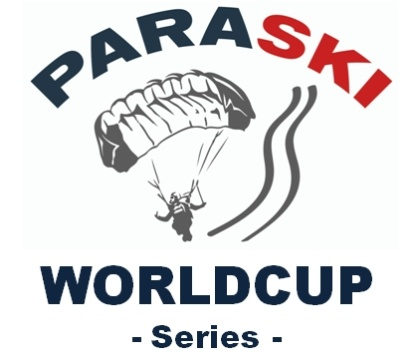 PARASKI
WORLDCUP
- Series -